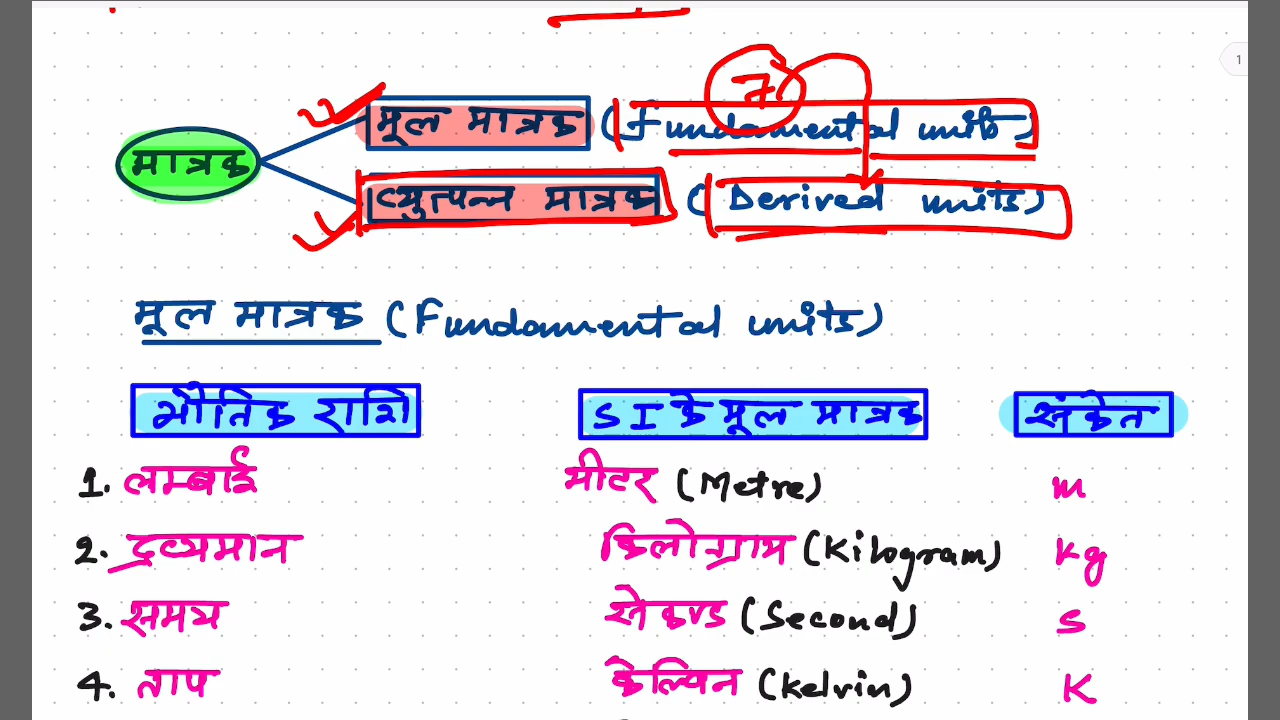 7
मूल मात्रक (Fundamental units)
मात्रक
व्युत्पन्न मात्रक (Derived units)
मूल मात्रक (Fundamental units)
भौतिक राशि SI के मूल मात्रक संकेत
1. लम्बाई मीटर (Metre) m
2. द्रव्यमान किलोग्राम (Kilogram) kg
3. समय सेकण्ड (Second) s
4. ताप केल्विन (Kelvin) K
1